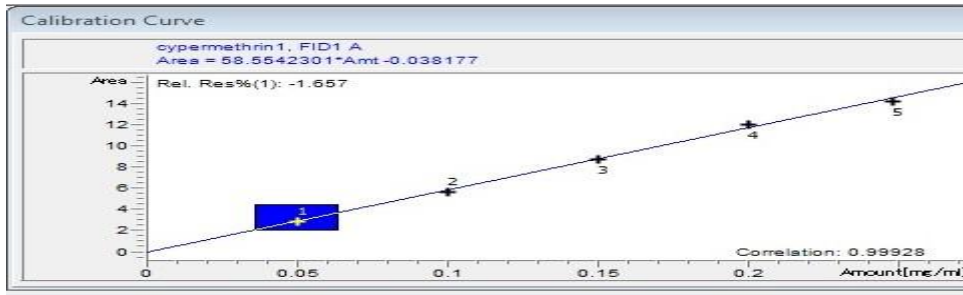 Calibration Curve
cypermethrin1, FID1 A
Area = 58.5542301*Amt -0.038177
Area
Rel. Res%(1): -1.657
14
12
10
8
6
4
2
0
1
2
3
4
5
Correlation: 0.99928
0
0.05
0.1
0.15
0.2
Amount[mg/ml]